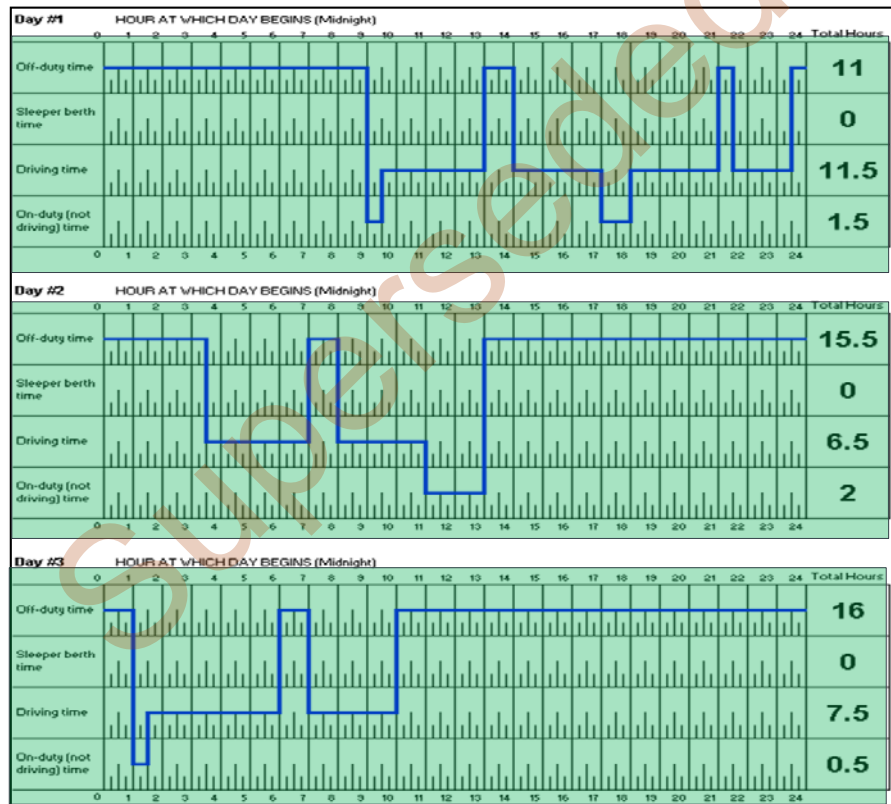 Day #1 HOUR AT WHICH DAY BEGINS (Midnight)
0 1 2 3 4 5 6 7 8 9 10 11 12 13 14 15 16 17 18 19 20 21 22 23 24 Total Hours
Off-duty time 11
Sleeper berth
time 0
Driving time 11.5
On-duty (not
driving) time 1.5
0 1 2 3 4 5 6 7 8 9 10 11 12 13 14 15 16 17 18 19 20 21 22 23 24
Day #2 HOUR AT WHICH DAY BEGINS (Midnight)
0 1 2 3 4 5 6 7 8 9 10 11 12 13 14 15 16 17 18 19 20 21 22 23 24 Total Hours
Off-duty time 15.5
Sleeper berth
time 0
Driving time 6.5
On-duty (not
driving) time 2
0 1 2 3 4 5 6 7 8 9 10 11 12 13 14 15 16 17 18 19 20 21 22 23 24
Day #3 HOUR AT WHICH DAY BEGINS (Midnight)
0 1 2 3 4 5 6 7 8 9 10 11 12 13 14 15 16 17 18 19 20 21 22 23 24 Total Hours
Off-duty time 16
Sleeper berth
time 0
Driving time 7.5
On-duty (not
driving) time 0.5
0 1 2 3 4 5 6 7 8 9 10 11 12 13 14 15 16 17 18 19 20 21 22 23 24
Superseded